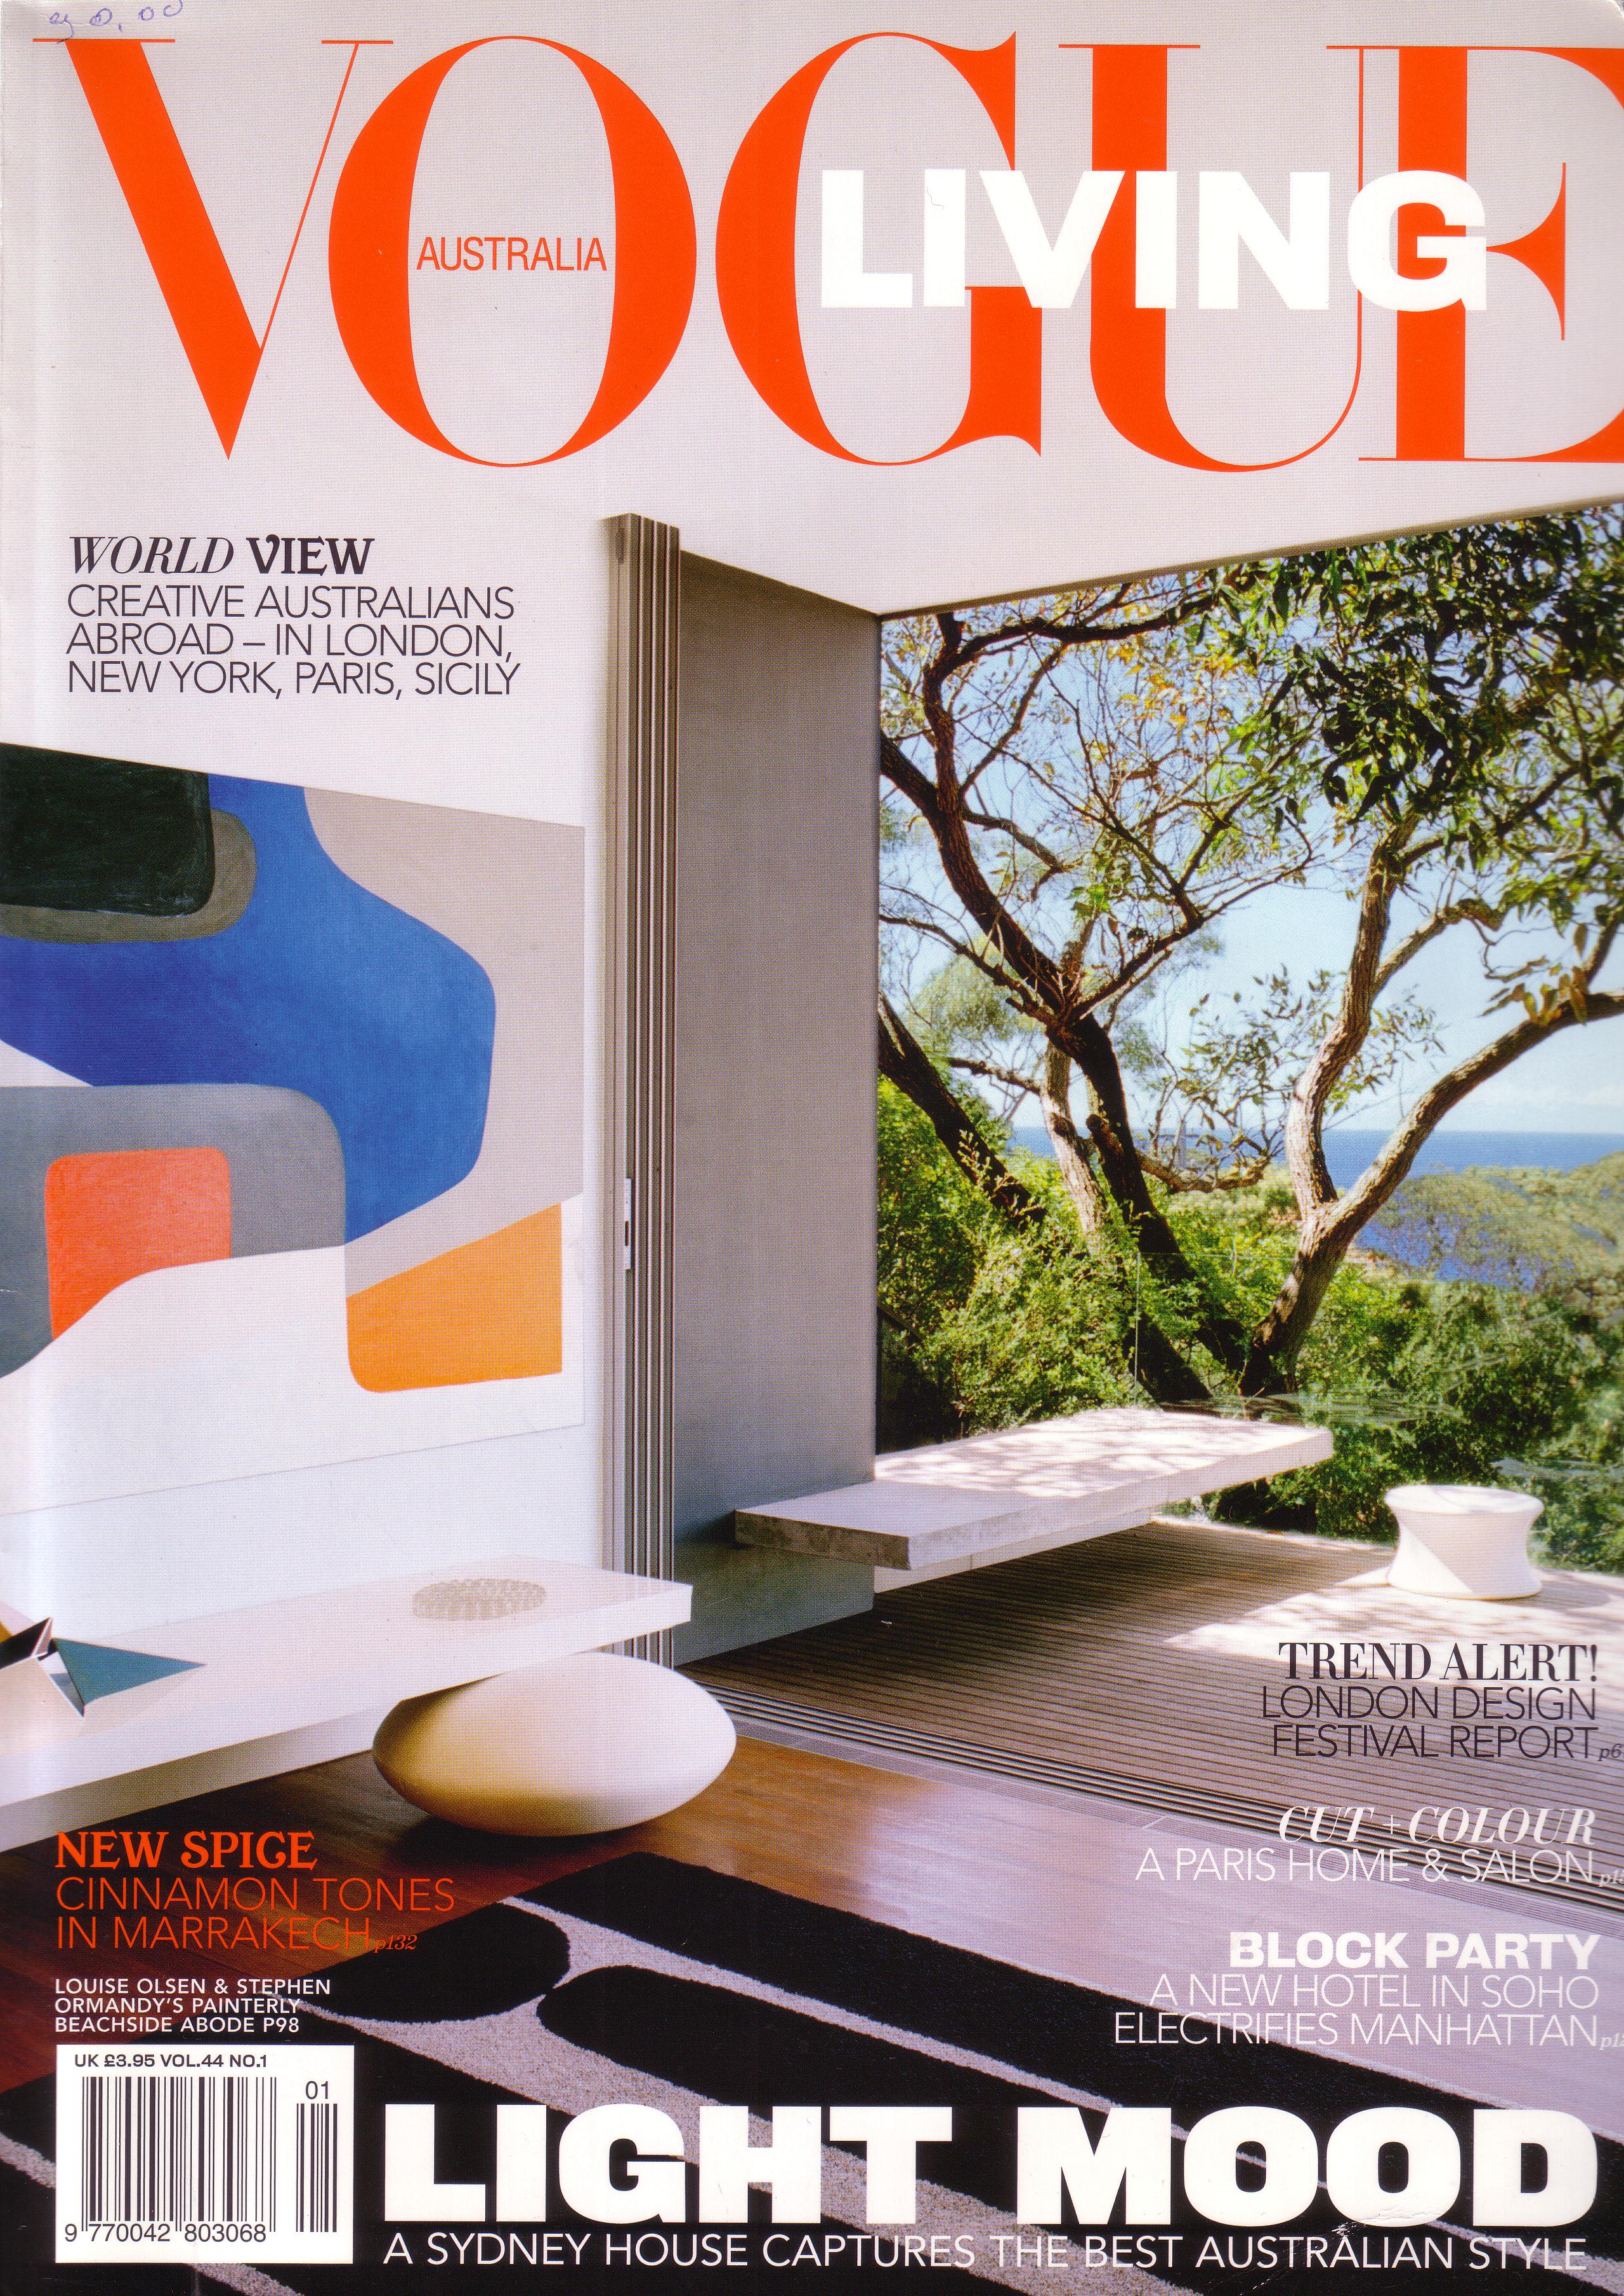 VOGUE
AUSTRALIA
LIVING
WORLD VIEW
CREATIVE AUSTRALIANS
ABROAD – IN LONDON,
NEW YORK, PARIS, SICILY
TREND ALERT!
LONDON DESIGN
FESTIVAL REPORT
CUT + COLOUR
A PARIS HOME & SALON
BLOCK PARTY
A NEW HOTEL IN SOHO
ELECTRIFIES MANHATTAN
NEW SPICE
CINNAMON TONES
IN MARRAKECH p132
LOUISE OLSEN & STEPHEN
ORMANDY'S PAINTERLY
BEACHSIDE ABODE P98
UK £3.95 VOL.44 NO.1
01
9 770042 803068
LIGHT MOOD
A SYDNEY HOUSE CAPTURES THE BEST AUSTRALIAN STYLE